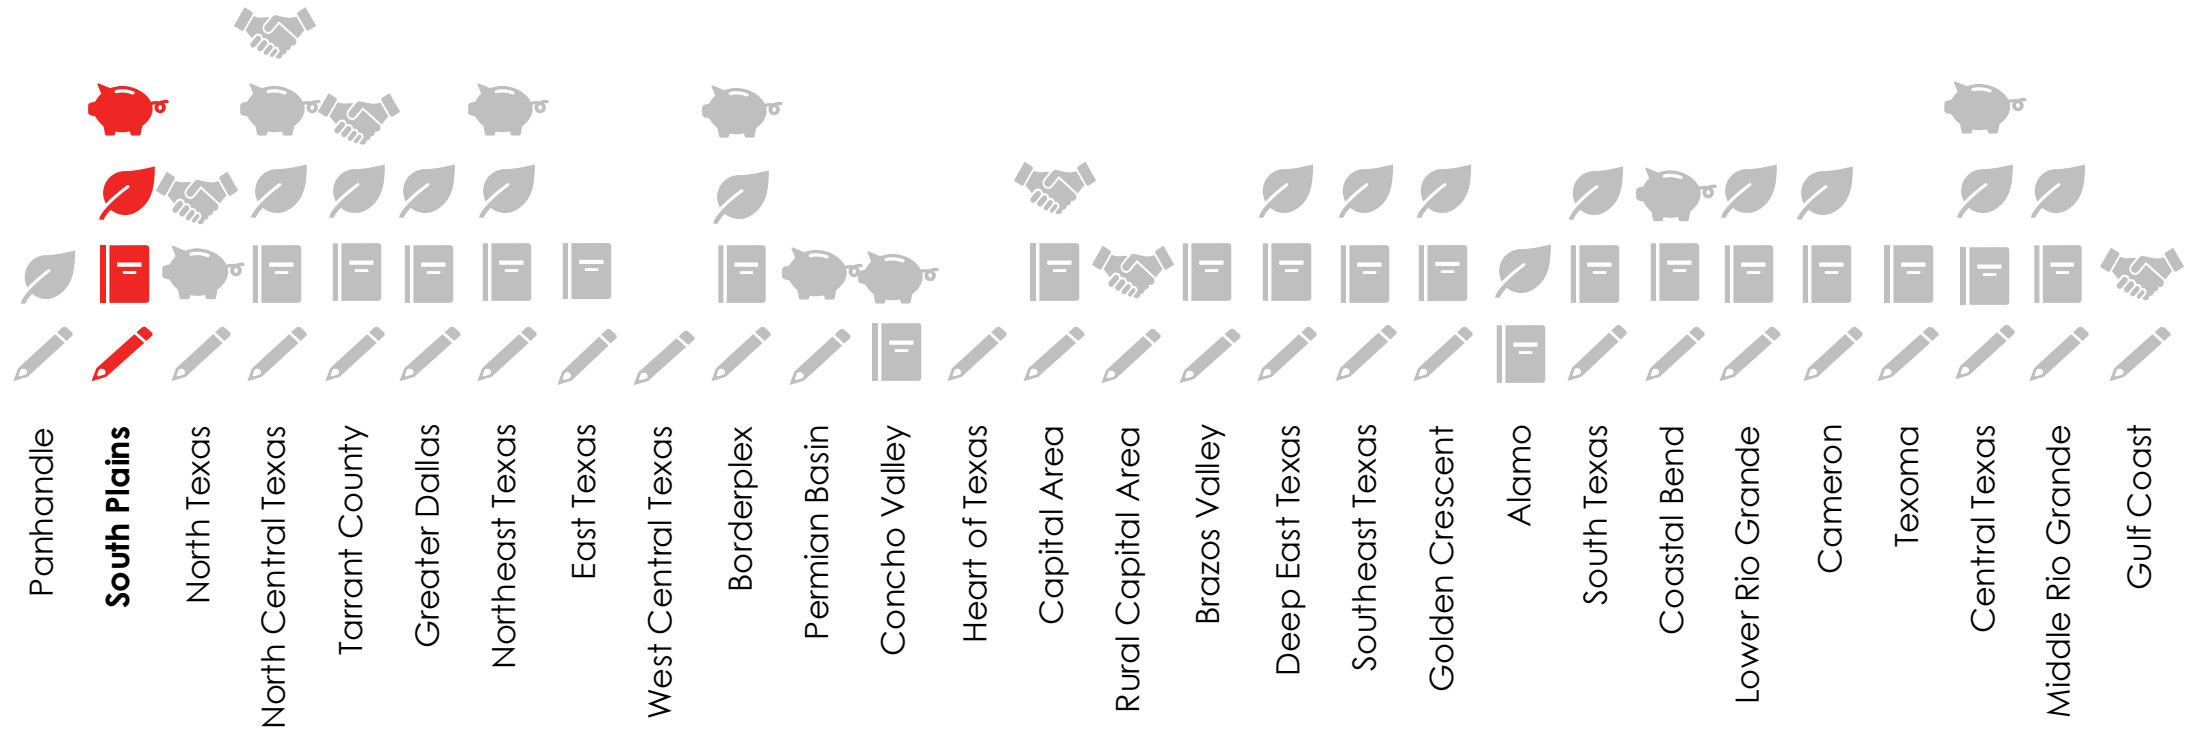 Panhandle
South Plains
North Texas
North Central Texas
Tarrant County
Greater Dallas
Northeast Texas
East Texas
West Central Texas
Borderplex
Permian Basin
Concho Valley
Heart of Texas
Capital Area
Rural Capital Area
Brazos Valley
Deep East Texas
Southeast Texas
Golden Crescent
Alamo
South Texas
Coastal Bend
Lower Rio Grande
Cameron
Texoma
Central Texas
Middle Rio Grande
Gulf Coast